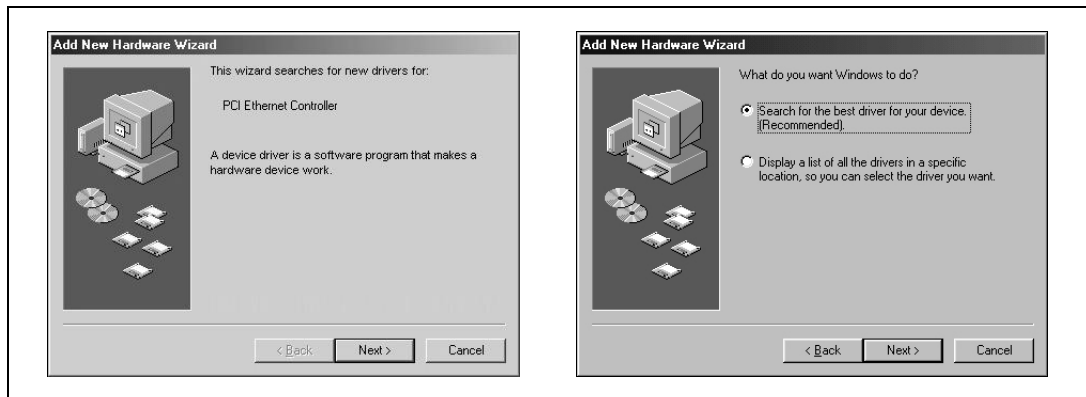 Add New Hardware Wizard
This wizard searches for new drivers for:
PCI Ethernet Controller
A device driver is a software program that makes a
hardware device work.
< Back
Next >
Cancel
Add New Hardware Wizard
What do you want Windows to do?
Search for the best driver for your device.
(Recommended).
Display a list of all the drivers in a specific
location, so you can select the driver you want.
< Back
Next >
Cancel